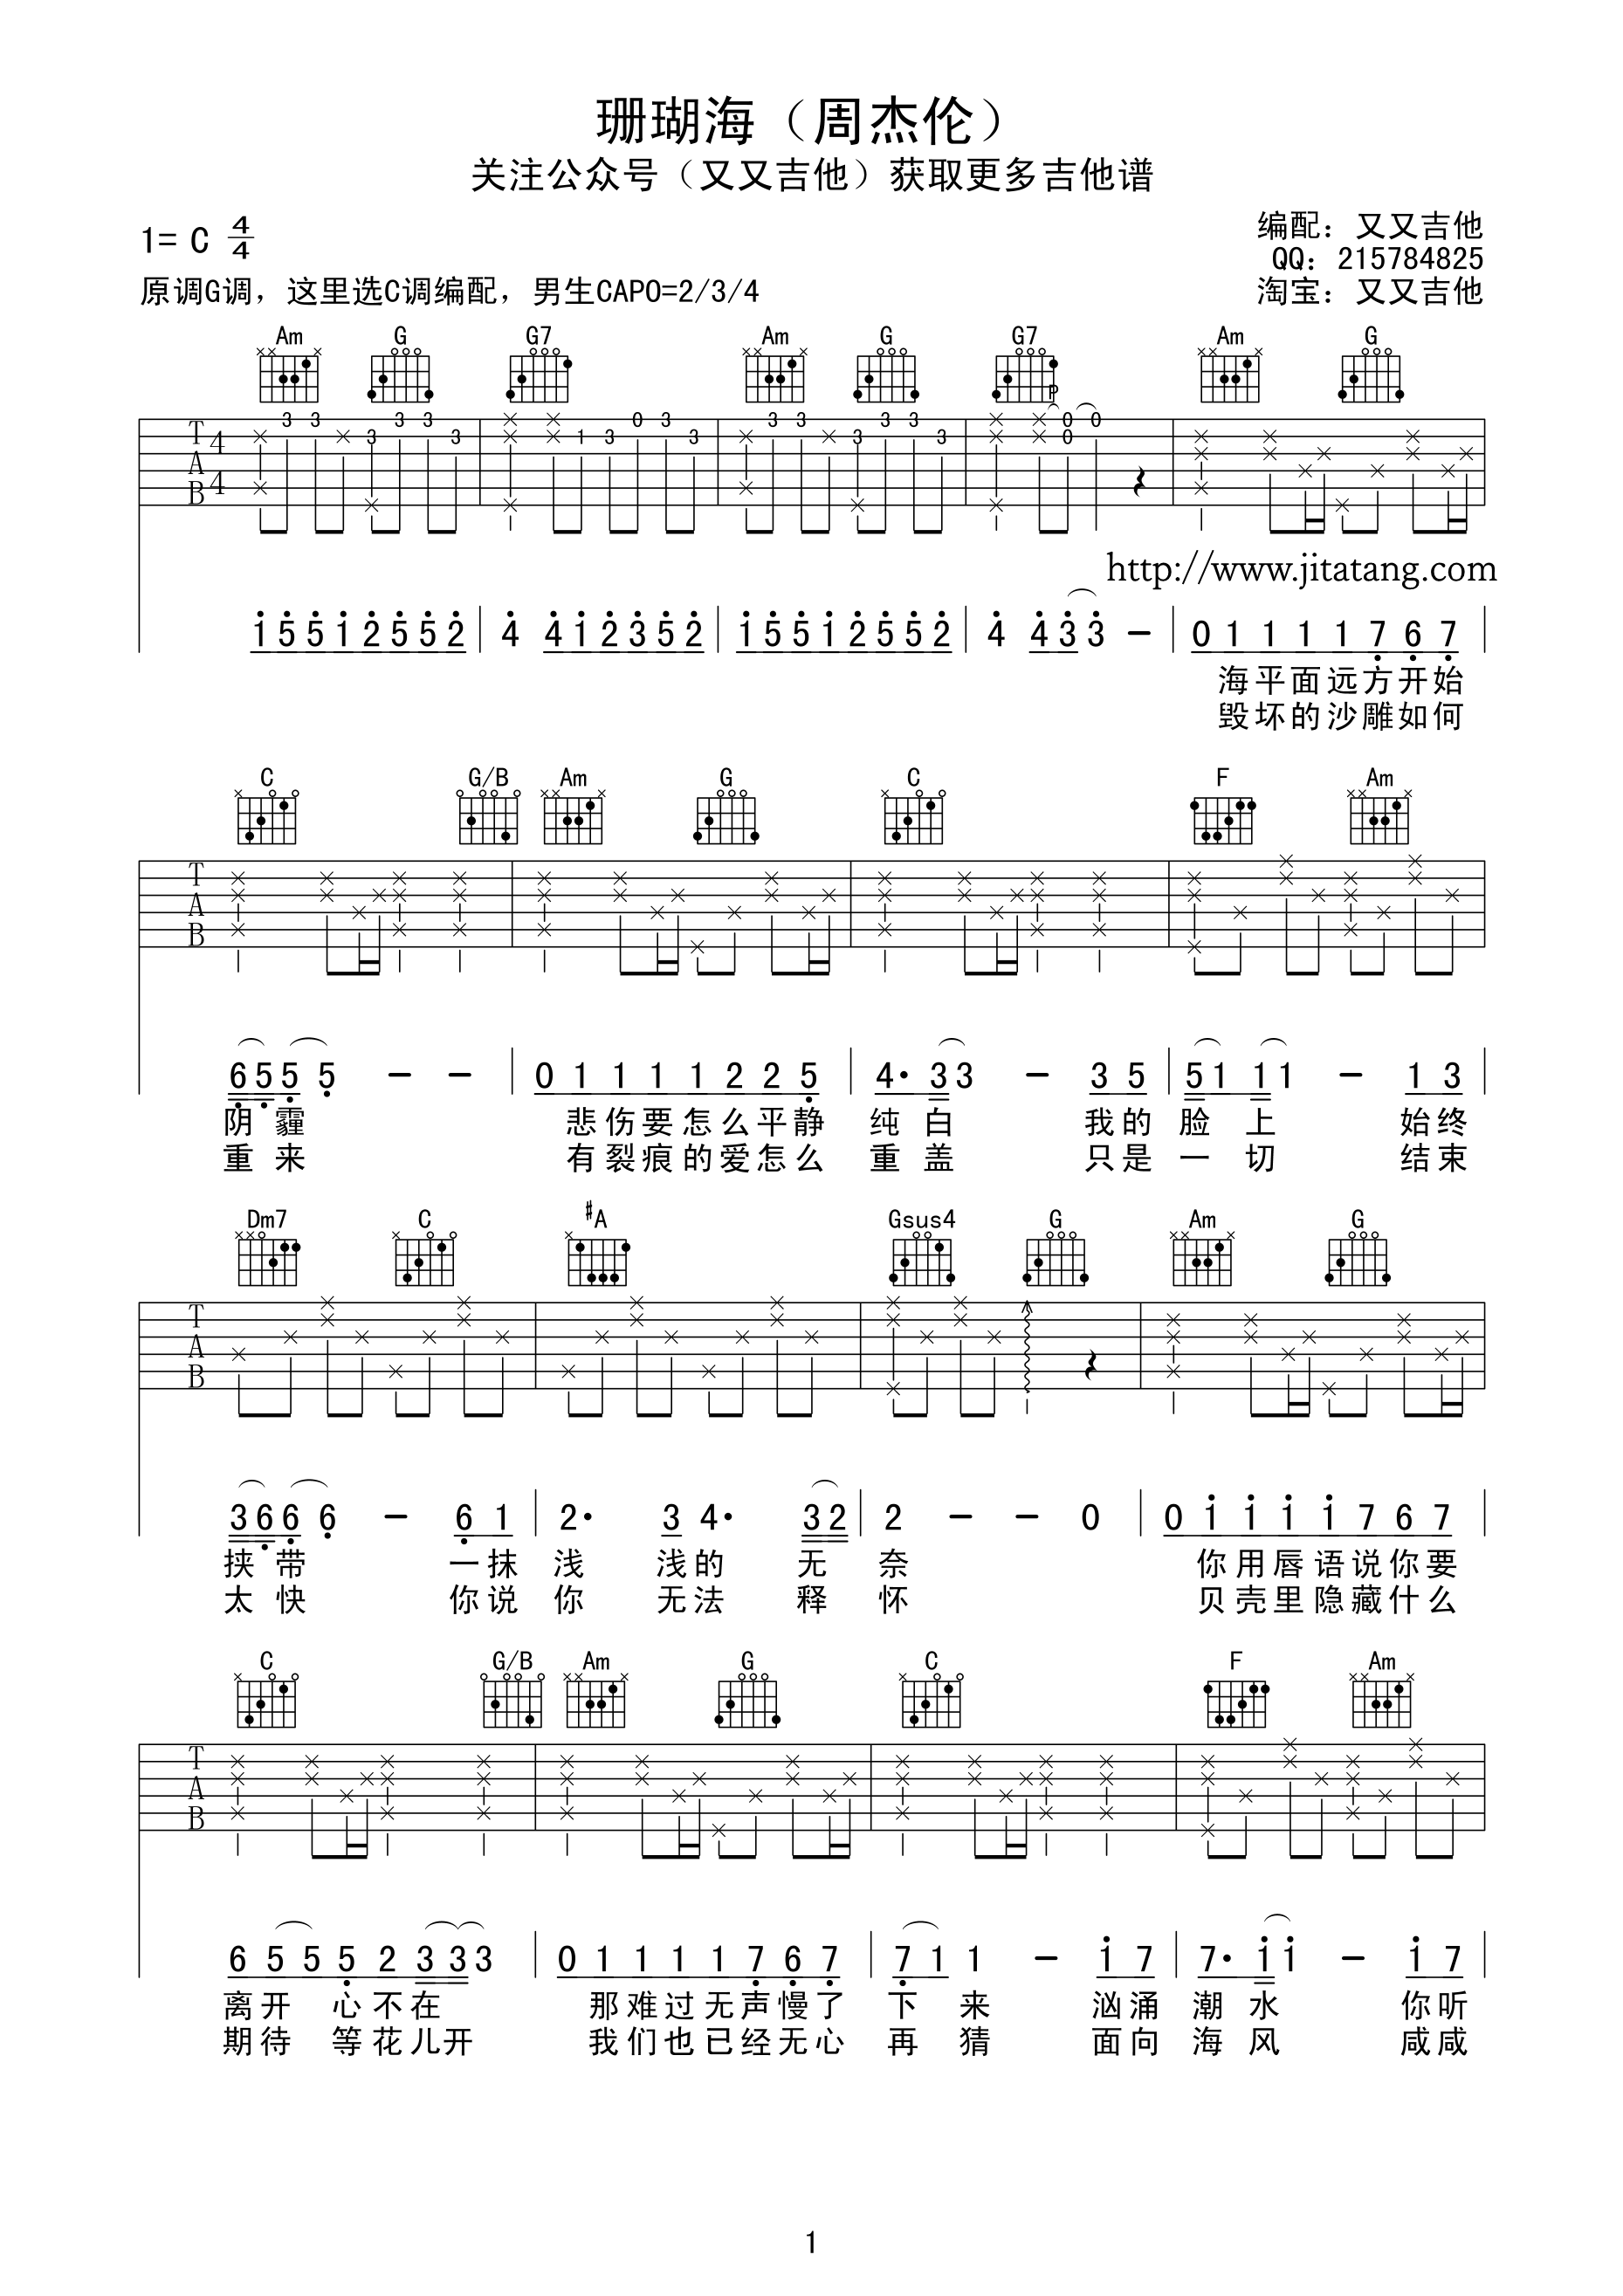 珊瑚海（周杰伦）
关注公众号（又又吉他）获取更多吉他谱
1= C 4/4
编配：又又吉他
QQ：215784825
原调G调，这里选C调编配，男生CAPO=2/3/4
淘宝：又又吉他
Am G G7 Am G G7 Am G
P
3 3 3 3 3 3 1 3 0 3 3 3 3 3 3 3 3 0 0 0
T A B 4 4
http://www.jitatang.com
1 5 5 1 2 5 5 2 | 4 4 1 2 3 5 2 | 1 5 5 1 2 5 5 2 | 4 4 3 3 - | 0 1 1 1 1 7 6 7 |
海平面远方开始
毁坏的沙雕如何
C G/B Am G C F Am
T A B
6 5 5 5 - - | 0 1 1 1 1 2 2 5 | 4· 3 3 - 3 5 | 5 1 1 1 - 1 3 |
阴霾 悲伤要怎么平静 纯白 我的 脸上 始终
重来 有裂痕的爱怎么 重盖 只是 一切 结束
Dm7 C #A Gsus4 G Am G
T A B
3 6 6 6 - 6 1 | 2· 3 4· 3 2 | 2 - - 0 | 0 1 1 1 1 7 6 7 |
挟带 一抹 浅 浅的 无 奈 你用唇语说你要
太快 你说 你 无法 释 怀 贝壳里隐藏什么
C G/B Am G C F Am
T A B
6 5 5 5 2 3 3 3 | 0 1 1 1 1 7 6 7 | 7 1 1 - 1 7 | 7· 1 1 - 1 7 |
离开 心不在 那难过无声慢了 下 来 汹涌 潮水 你听
期待 等花儿开 我们也已经无心 再 猜 面向 海风 咸咸
1